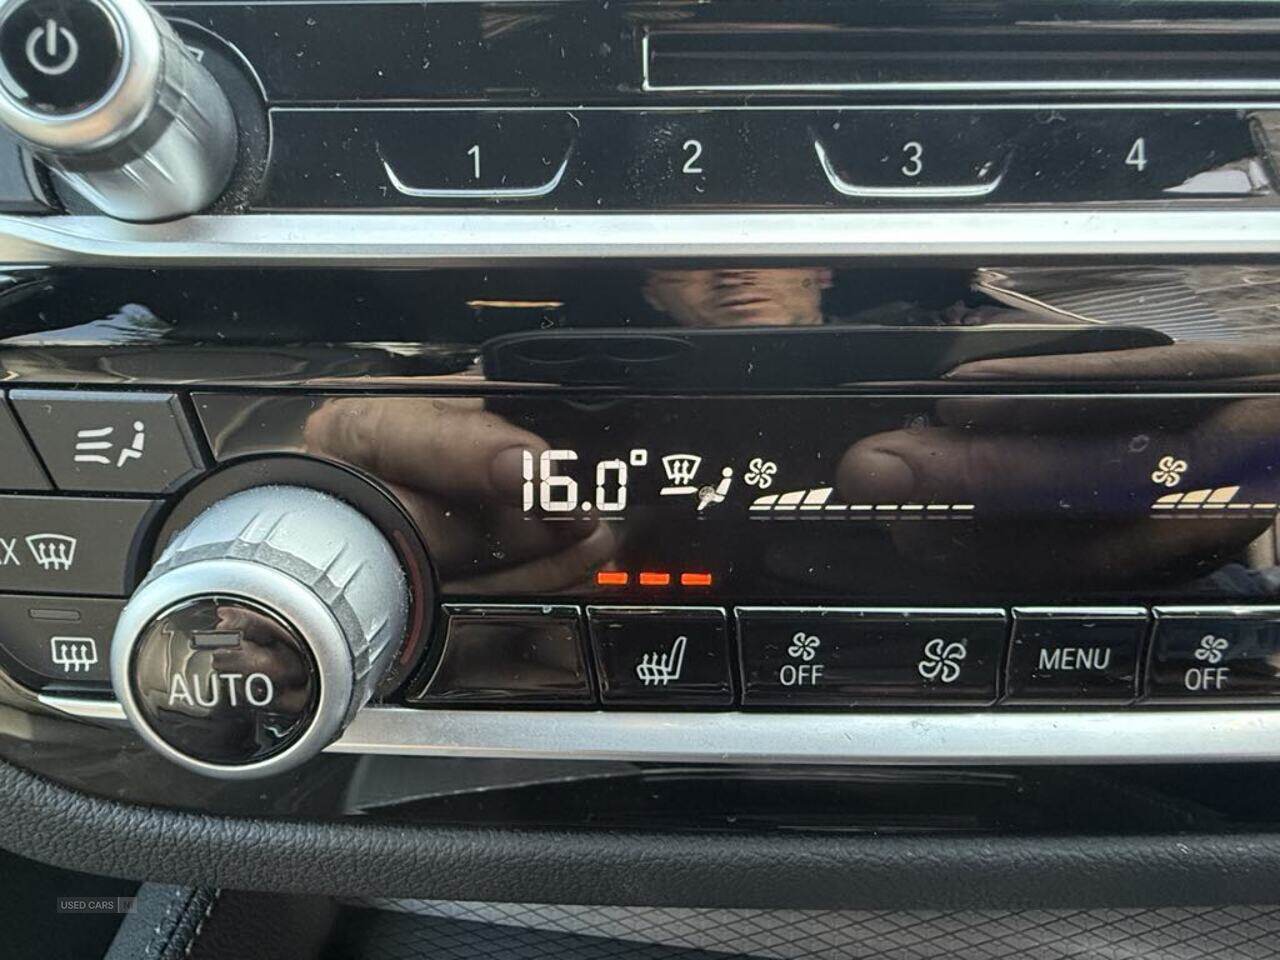 1 2 3 4
16.0°
AUTO
OFF
MENU
OFF
USED CARS